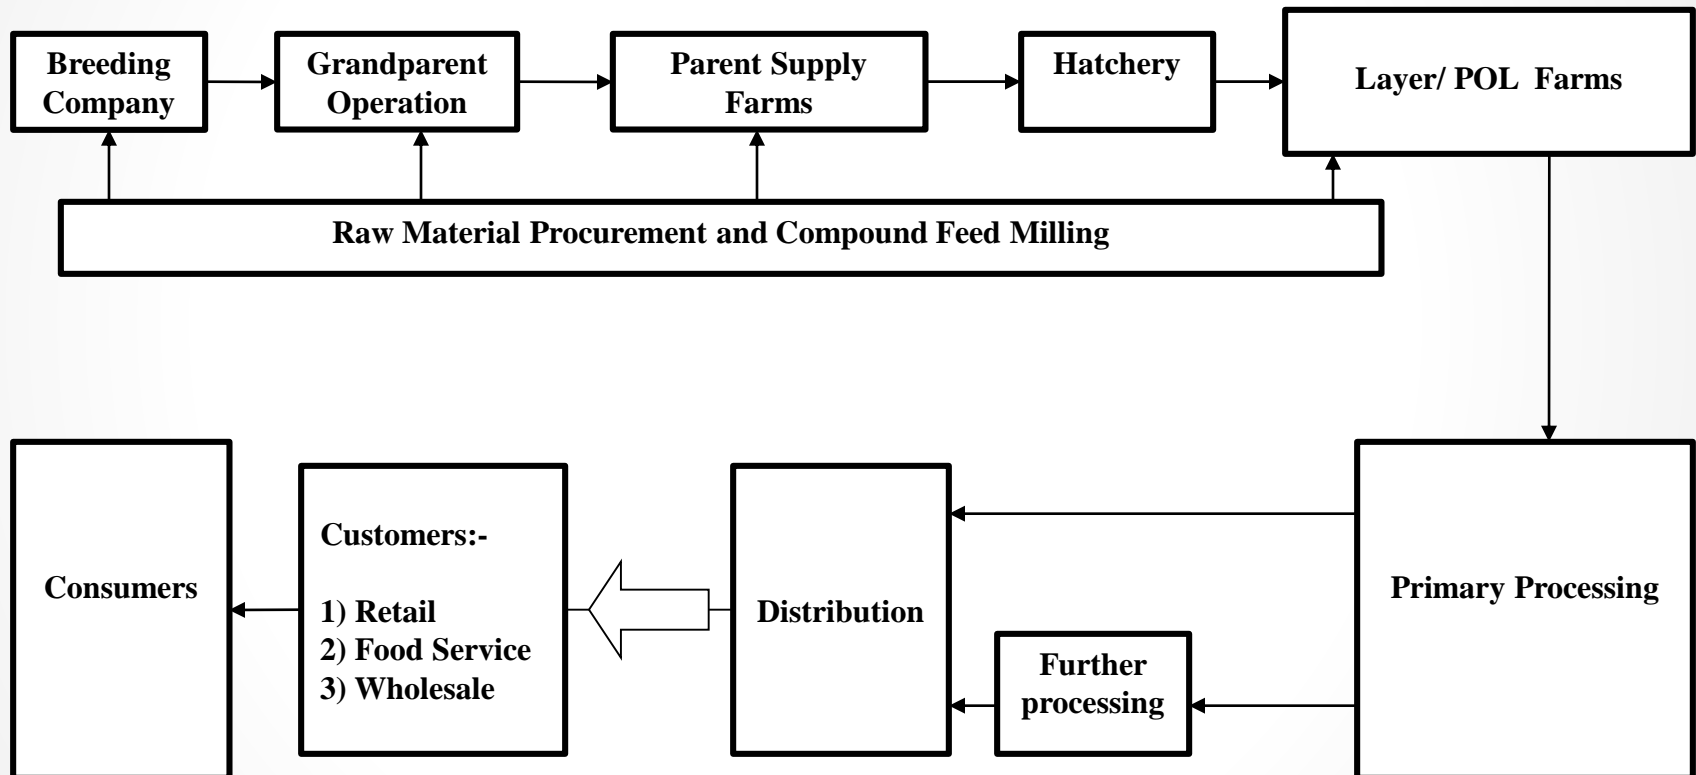 Breeding
Company
Grandparent
Operation
Parent Supply
Farms
Hatchery
Layer/ POL  Farms
Raw Material Procurement and Compound Feed Milling
Consumers
Customers:-
1) Retail
2) Food Service
3) Wholesale
Distribution
Further
processing
Primary Processing